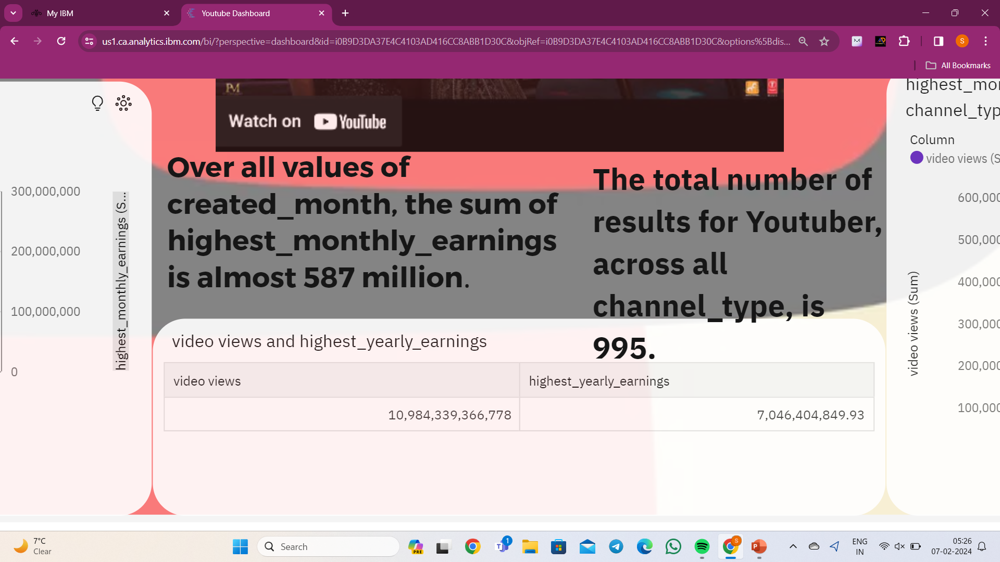 My IBM
Youtube Dashboard
us1.ca.analytics.ibm.com/bi/?perspective=dashboard&id=i0B9D3DA37E4C4103AD416CC8ABB1D30C&objRef=i0B9D3DA37E4C4103AD416CC8ABB1D30C&options%5Bdis...
S
All Bookmarks
PM
Watch on YouTube
highest_mon
channel_typ
Column
video views (S
300,000,000
200,000,000
100,000,000
0
highest_monthly_earnings (S...
Over all values of
created_month, the sum of
highest_monthly_earnings
is almost 587 million.
The total number of
results for Youtuber,
across all
channel_type, is
995.
video views and highest_yearly_earnings
video views highest_yearly_earnings
10,984,339,366,778 7,046,404,849.93
video views (Sum)
600,000
500,000
400,000
300,000
200,000
100,000
7°C
Clear
Search
PRE
1
S
ENG
IN
05:26
07-02-2024